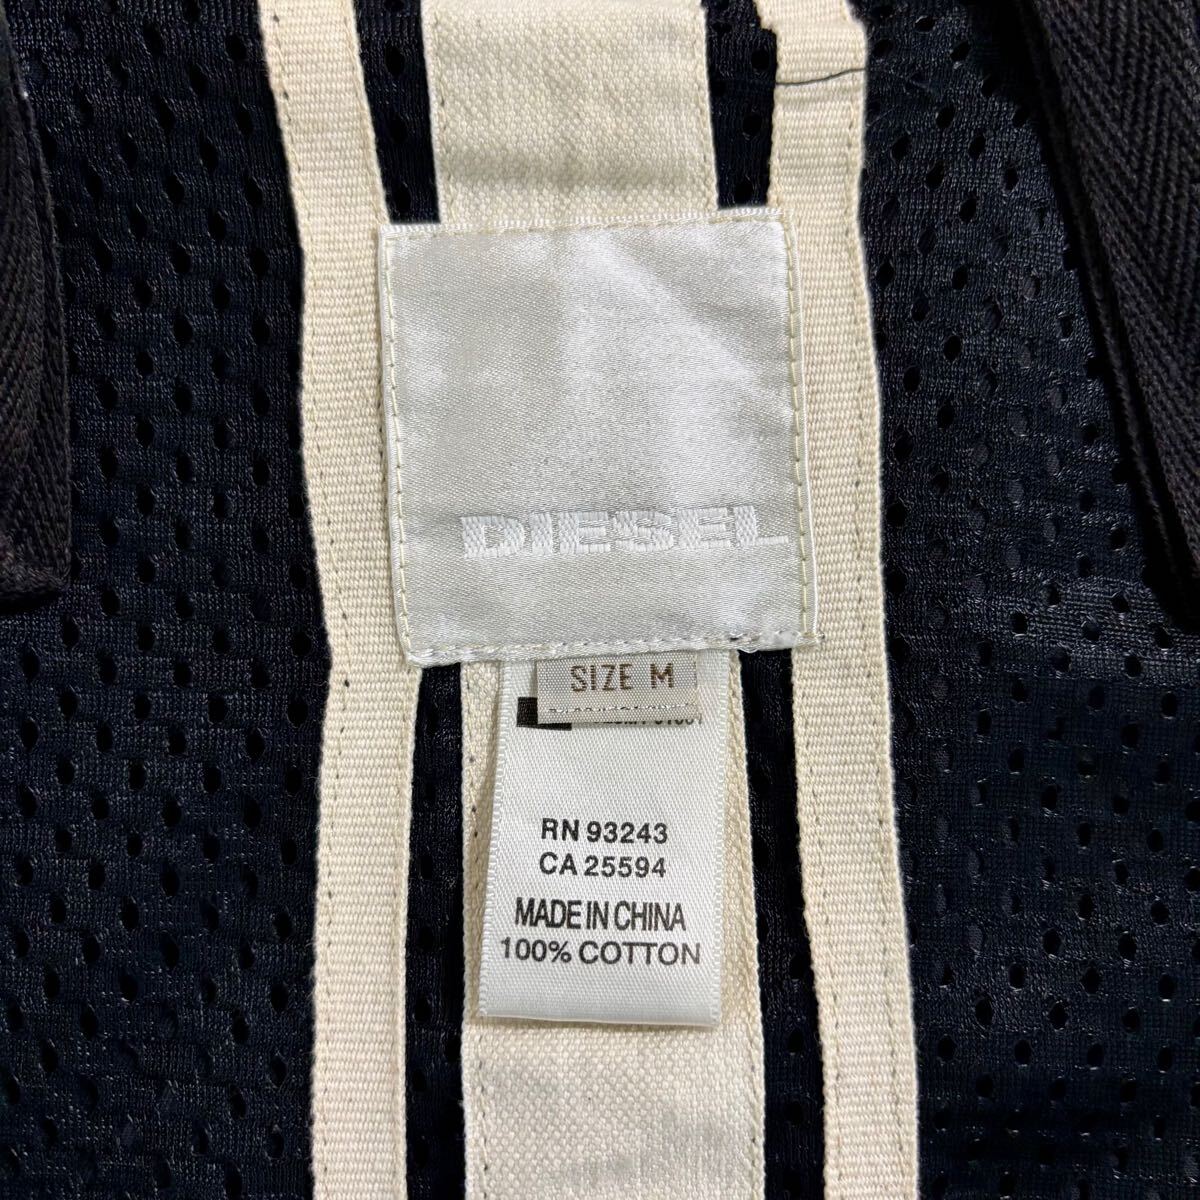 DIESEL
SIZE M
RN 93243
CA 25594
MADE IN CHINA
100% COTTON